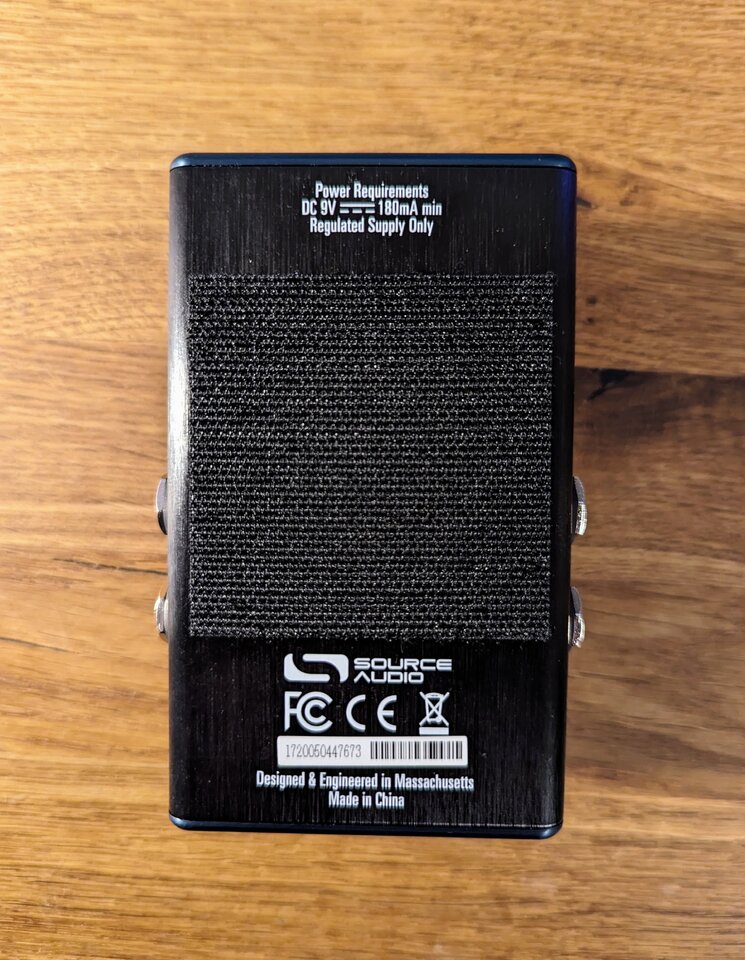 Power Requirements
DC 9V 180mA min
Regulated Supply Only
SOURCE
AUDIO
FC CE
1720050447673
Designed & Engineered in Massachusetts
Made in China